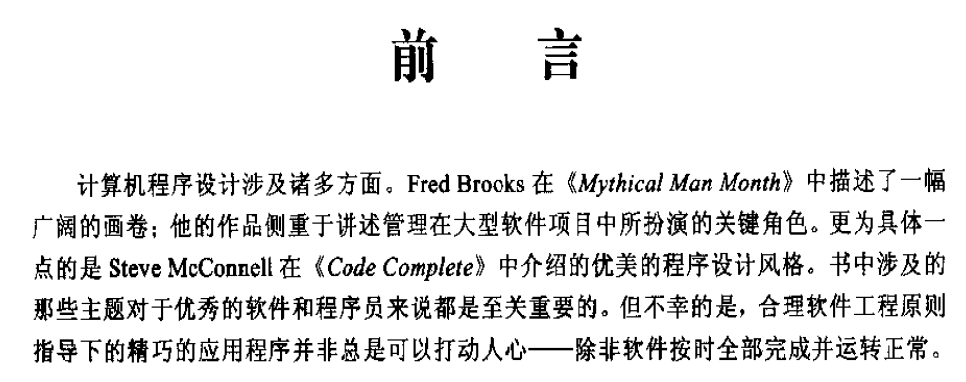 前 言
计算机程序设计涉及诸多方面。Fred Brooks 在《Mythical Man Month》中描述了一幅
广阔的画卷；他的作品侧重于讲述管理在大型软件项目中所扮演的关键角色。更为具体一
点的是 Steve McConnell 在《Code Complete》中介绍的优美的程序设计风格。书中涉及的
那些主题对于优秀的软件和程序员来说都是至关重要的。但不幸的是，合理软件工程原则
指导下的精巧的应用程序并非总是可以打动人心——除非软件按时全部完成并运转正常。